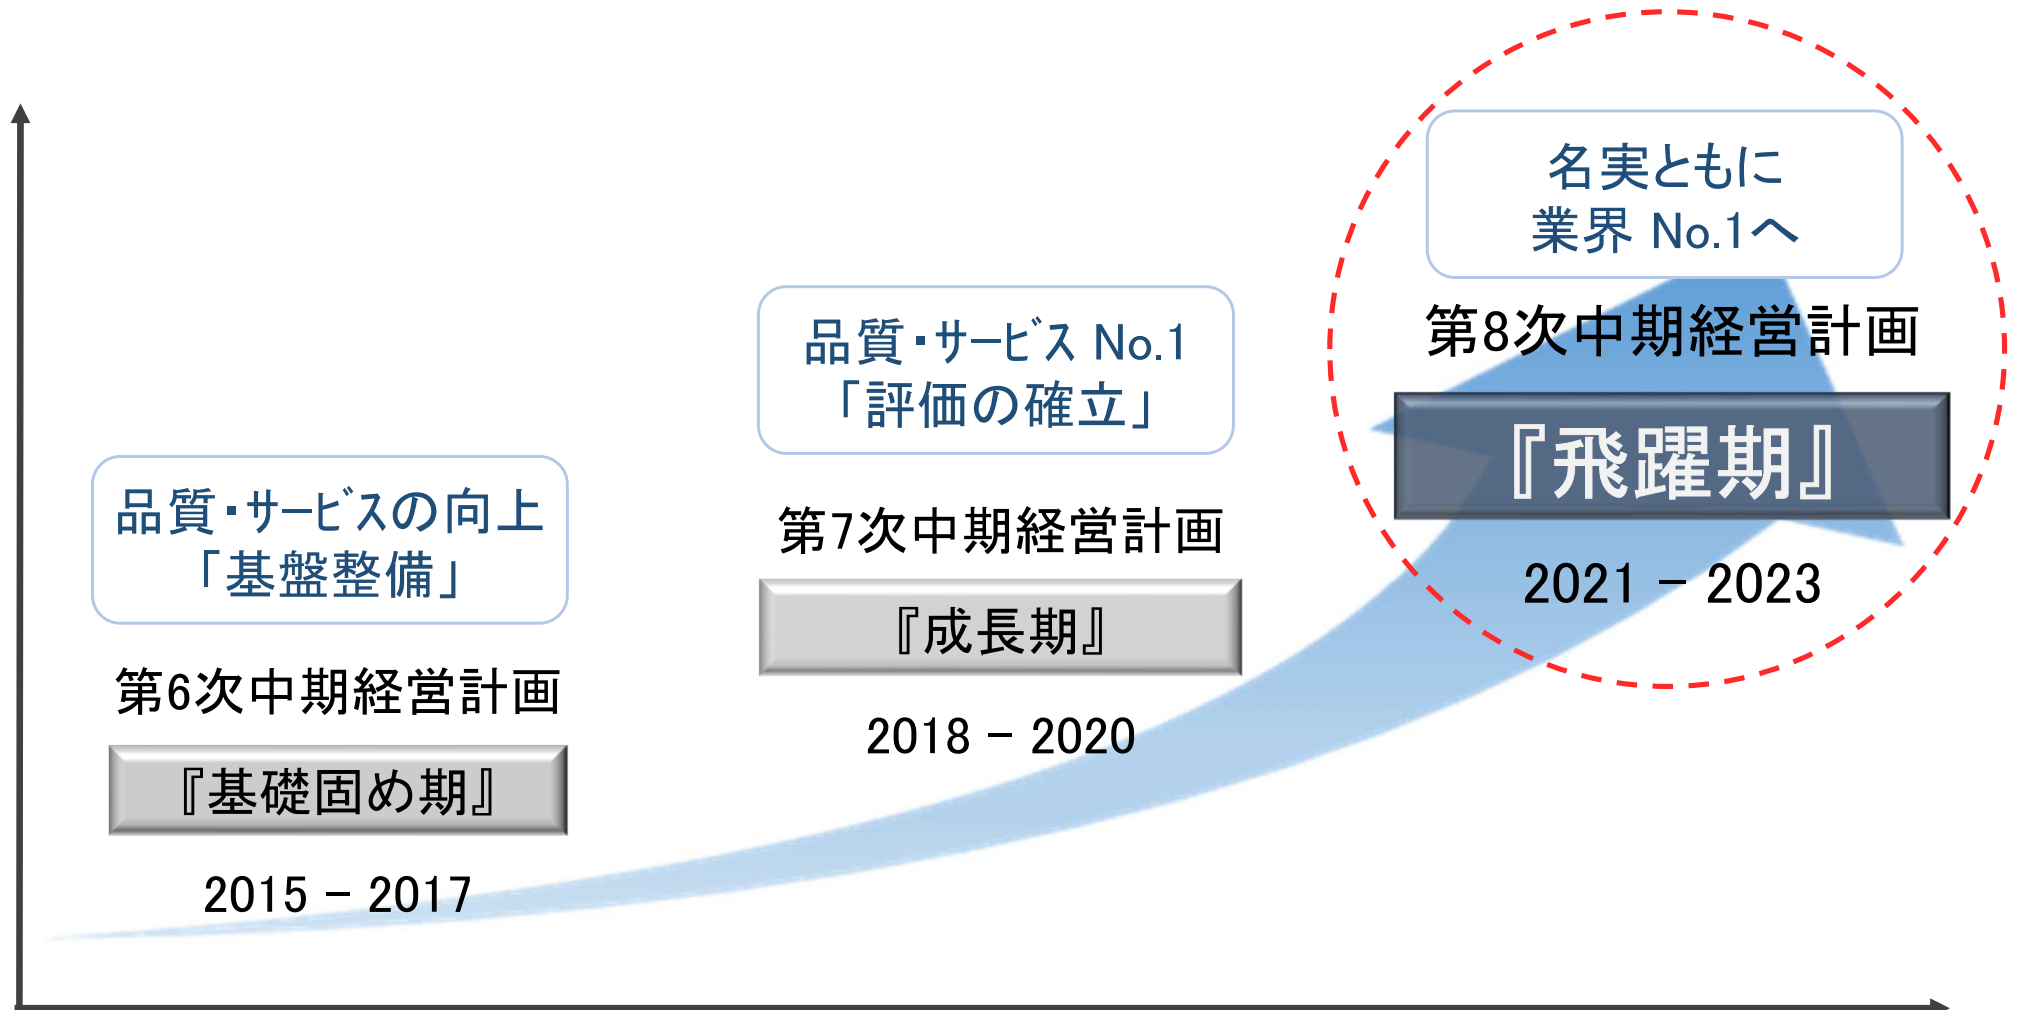 品質・サービスの向上
「基盤整備」
第6次中期経営計画
『基礎固め期』
2015 － 2017
品質・サービス No.1
「評価の確立」
第7次中期経営計画
『成長期』
2018 － 2020
名実ともに
業界 No.1へ
第8次中期経営計画
『飛躍期』
2021 － 2023